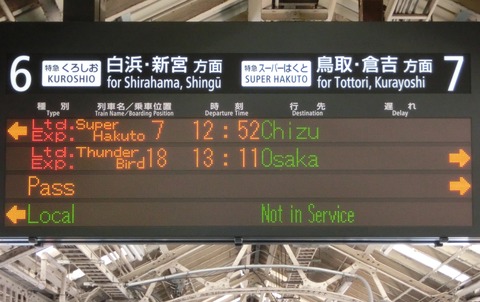 6 特急 くろしお KUROSHIO 白浜・新宮 方面 for Shirahama, Shingū 特急 スーパーはくと SUPER HAKUTO 鳥取・倉吉 方面 for Tottori, Kurayoshi 7
種 別 Type 列車名/乗車位置 Train Name/Boarding Position 時 刻 Departure Time 行 先 Destination 遅 れ Delay
← Ltd. Exp. Super Hakuto 7 12:52 Chizu
Ltd. Exp. Thunder Bird 18 13:11 Osaka →
Pass →
← Local Not in Service